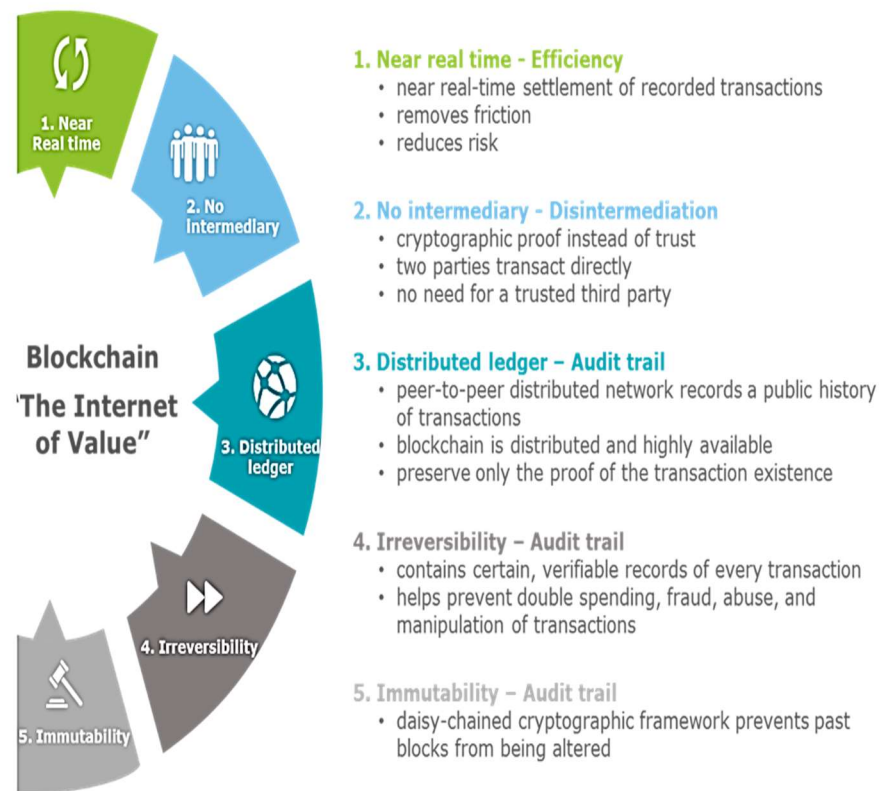 1. Near
Real time
2. No
Intermediary
Blockchain
"The Internet
of Value”
3. Distributed
ledger
4. Irreversibility
5. Immutability
1. Near real time - Efficiency
• near real-time settlement of recorded transactions
• removes friction
• reduces risk
2. No intermediary - Disintermediation
• cryptographic proof instead of trust
• two parties transact directly
• no need for a trusted third party
3. Distributed ledger – Audit trail
• peer-to-peer distributed network records a public history
of transactions
• blockchain is distributed and highly available
• preserve only the proof of the transaction existence
4. Irreversibility – Audit trail
• contains certain, verifiable records of every transaction
• helps prevent double spending, fraud, abuse, and
manipulation of transactions
5. Immutability – Audit trail
• daisy-chained cryptographic framework prevents past
blocks from being altered